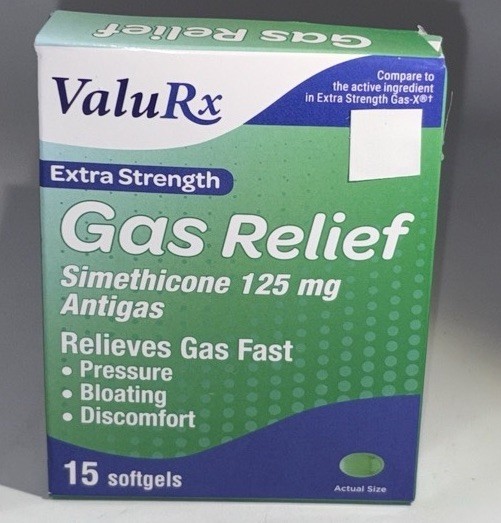 Gas Relief
ValuRx
Compare to
the active ingredient
in Extra Strength Gas-X®†
Extra Strength
Gas Relief
Simethicone 125 mg
Antigas
Relieves Gas Fast
• Pressure
• Bloating
• Discomfort
15 softgels
Actual Size